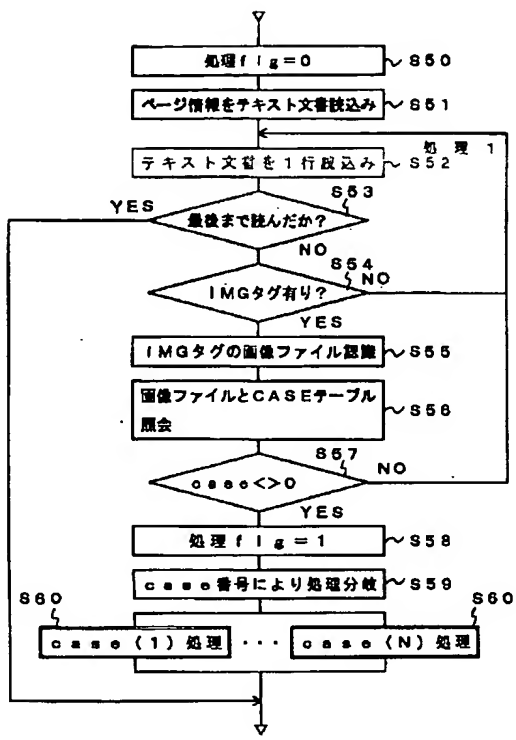 処理flg=0 S50
ページ情報をテキスト文書読込み S51
処理1
テキスト文書を1行読込み S52
S53
YES
最後まで読んだか?
NO
S54
NO
IMGタグ有り?
YES
IMGタグの画像ファイル認識 S55
画像ファイルとCASEテーブル S56
照会
S57
NO
case<>0
YES
処理flg=1 S58
case番号により処理分岐 S59
S60 S60
case(1)処理 ··· case(N)処理